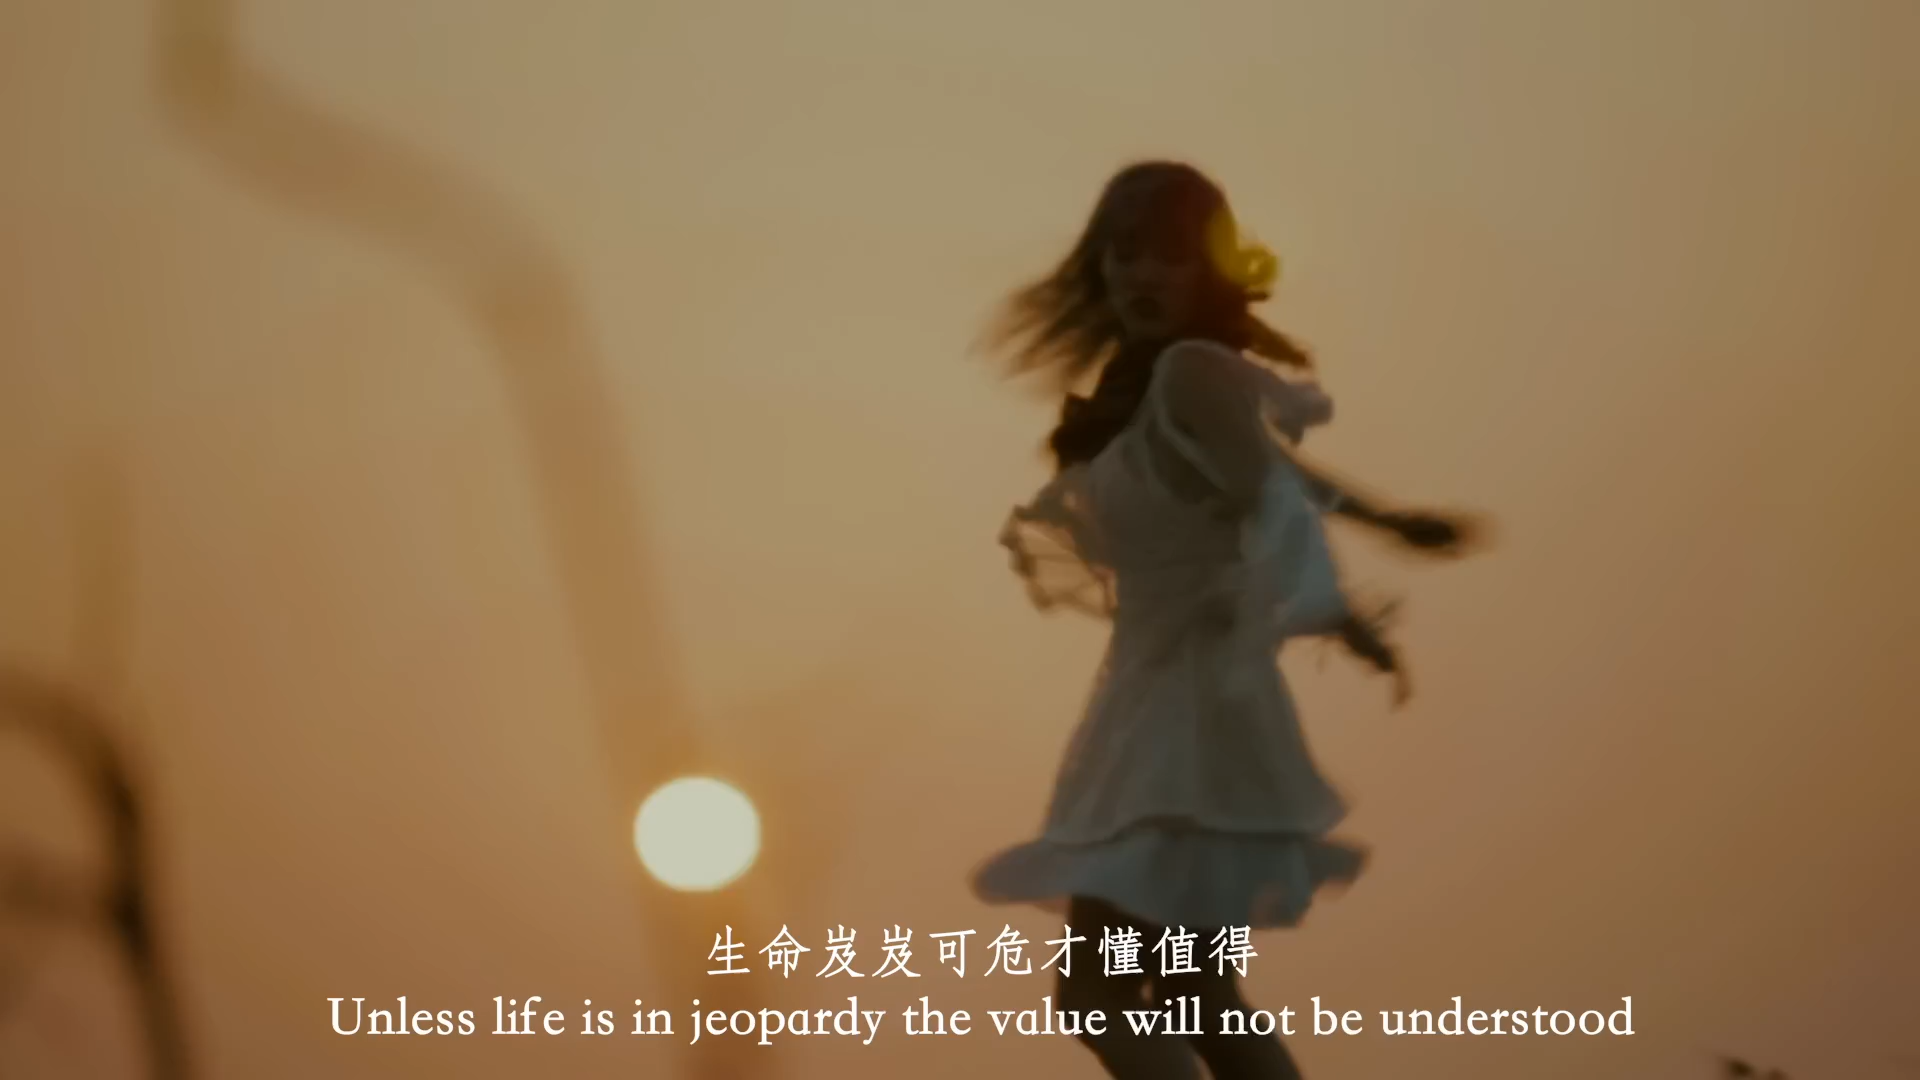 生命岌岌可危才懂值得
Unless life is in jeopardy the value will not be understood